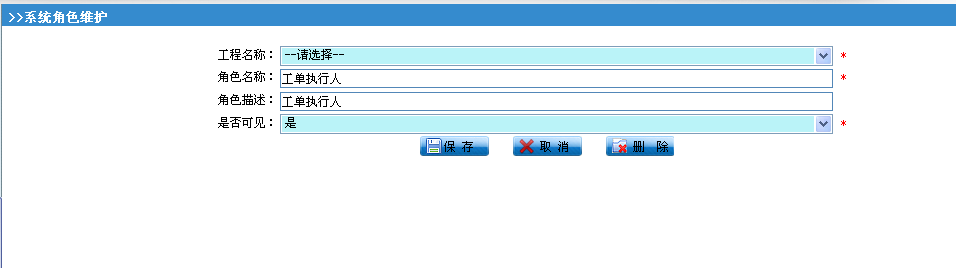 >>系统角色维护
工程名称： --请选择-- *
角色名称： 工单执行人 *
角色描述： 工单执行人
是否可见： 是 *
保 存 取 消 删 除